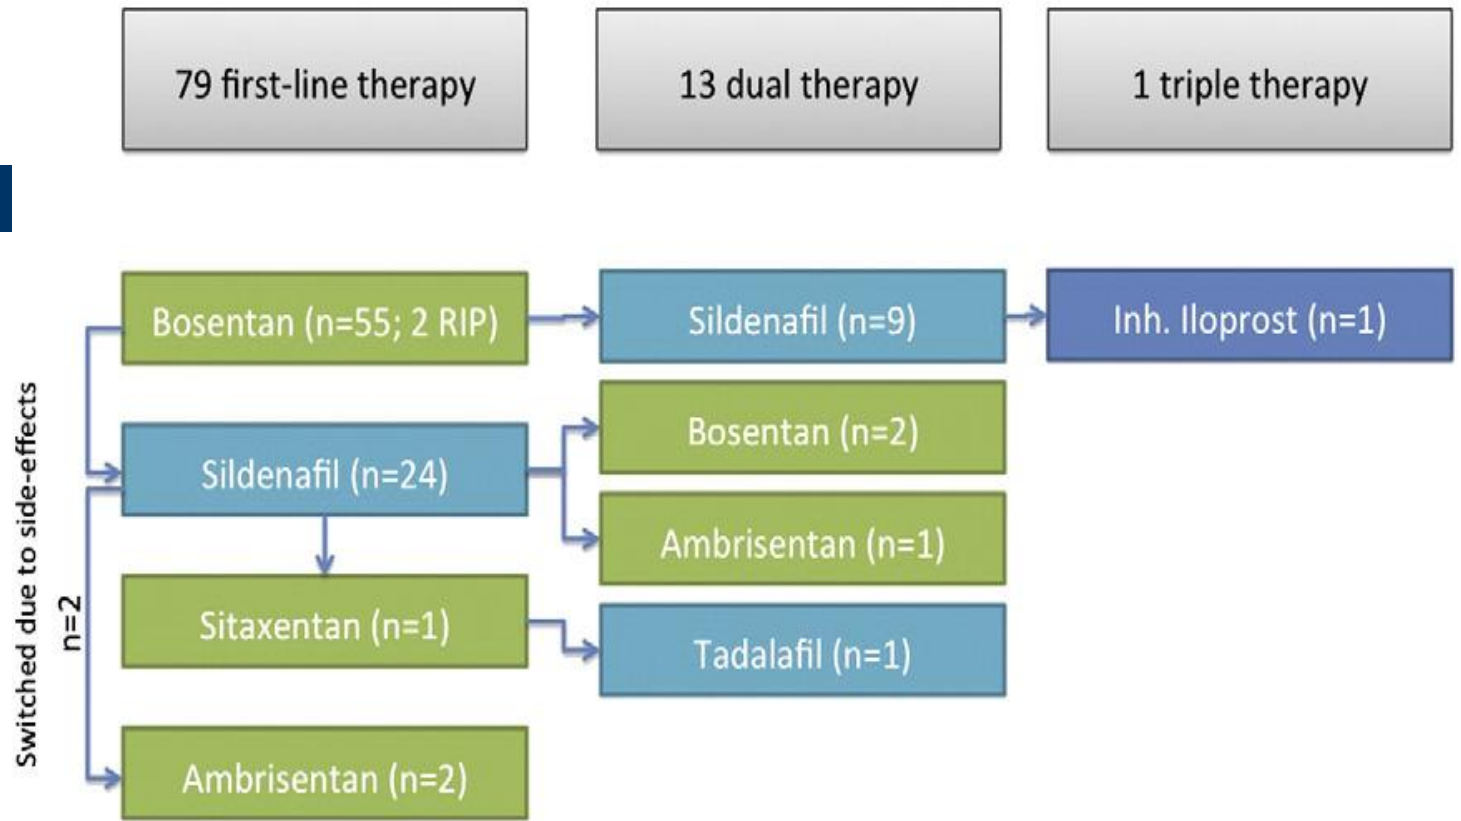 79 first-line therapy
13 dual therapy
1 triple therapy
Bosentan (n=55; 2 RIP)
Sildenafil (n=9)
Inh. Iloprost (n=1)
Bosentan (n=2)
Sildenafil (n=24)
Ambrisentan (n=1)
Sitaxentan (n=1)
Tadalafil (n=1)
Ambrisentan (n=2)
Switched due to side-effects
n=2